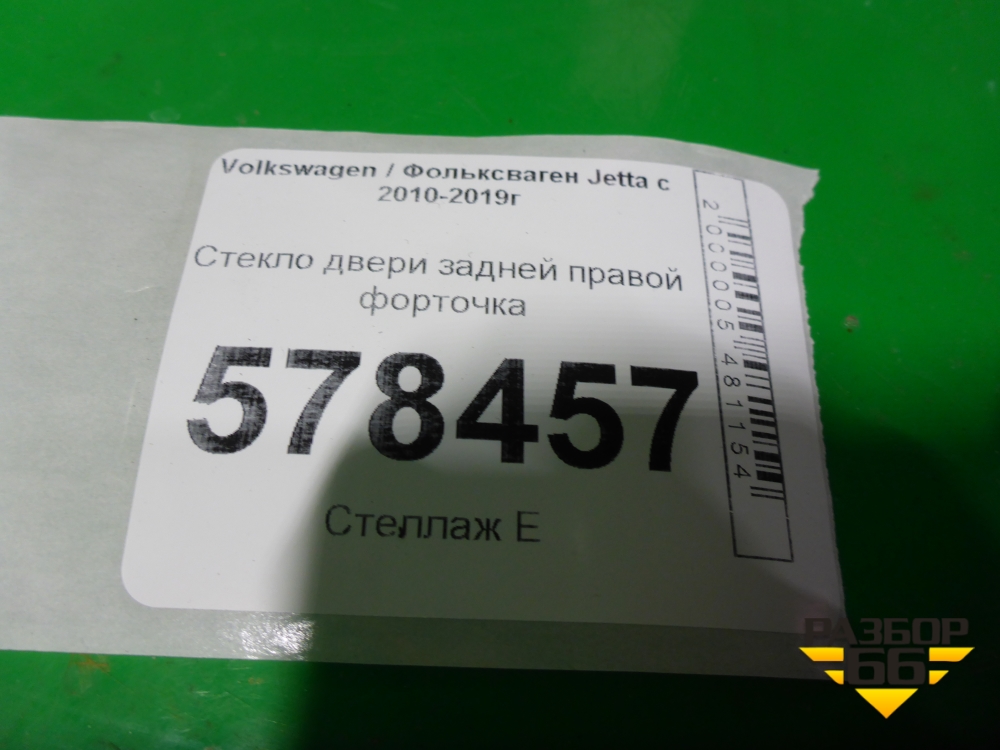 Volkswagen / Фольксваген Jetta с
2010-2019г
Стекло двери задней правой
форточка
578457
Стеллаж Е
2000005481154
РАЗБОР
66